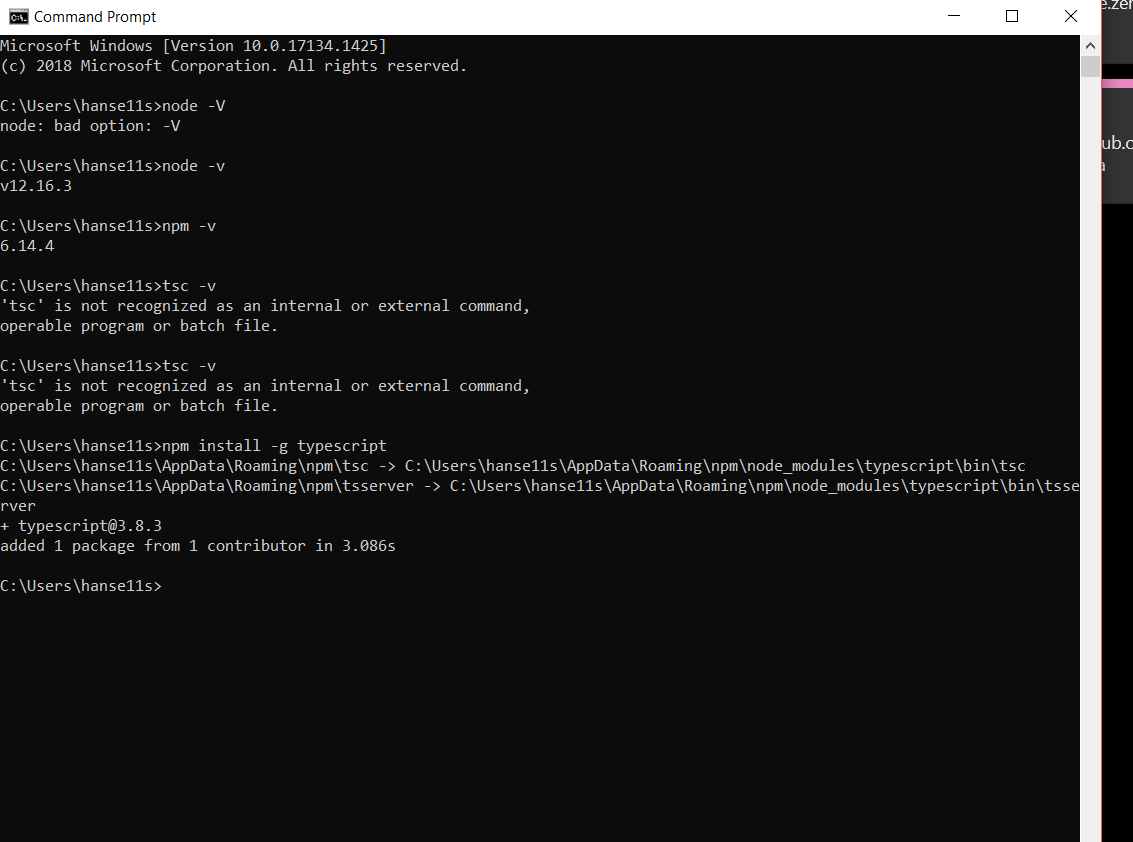 Command Prompt
Microsoft Windows [Version 10.0.17134.1425]
(c) 2018 Microsoft Corporation. All rights reserved.
C:\Users\hanse11s>node -V
node: bad option: -V
C:\Users\hanse11s>node -v
v12.16.3
C:\Users\hanse11s>npm -v
6.14.4
C:\Users\hanse11s>tsc -v
'tsc' is not recognized as an internal or external command,
operable program or batch file.
C:\Users\hanse11s>tsc -v
'tsc' is not recognized as an internal or external command,
operable program or batch file.
C:\Users\hanse11s>npm install -g typescript
C:\Users\hanse11s\AppData\Roaming\npm\tsc -> C:\Users\hanse11s\AppData\Roaming\npm\node_modules\typescript\bin\tsc
C:\Users\hanse11s\AppData\Roaming\npm\tsserver -> C:\Users\hanse11s\AppData\Roaming\npm\node_modules\typescript\bin\tsse
rver
+ typescript@3.8.3
added 1 package from 1 contributor in 3.086s
C:\Users\hanse11s>